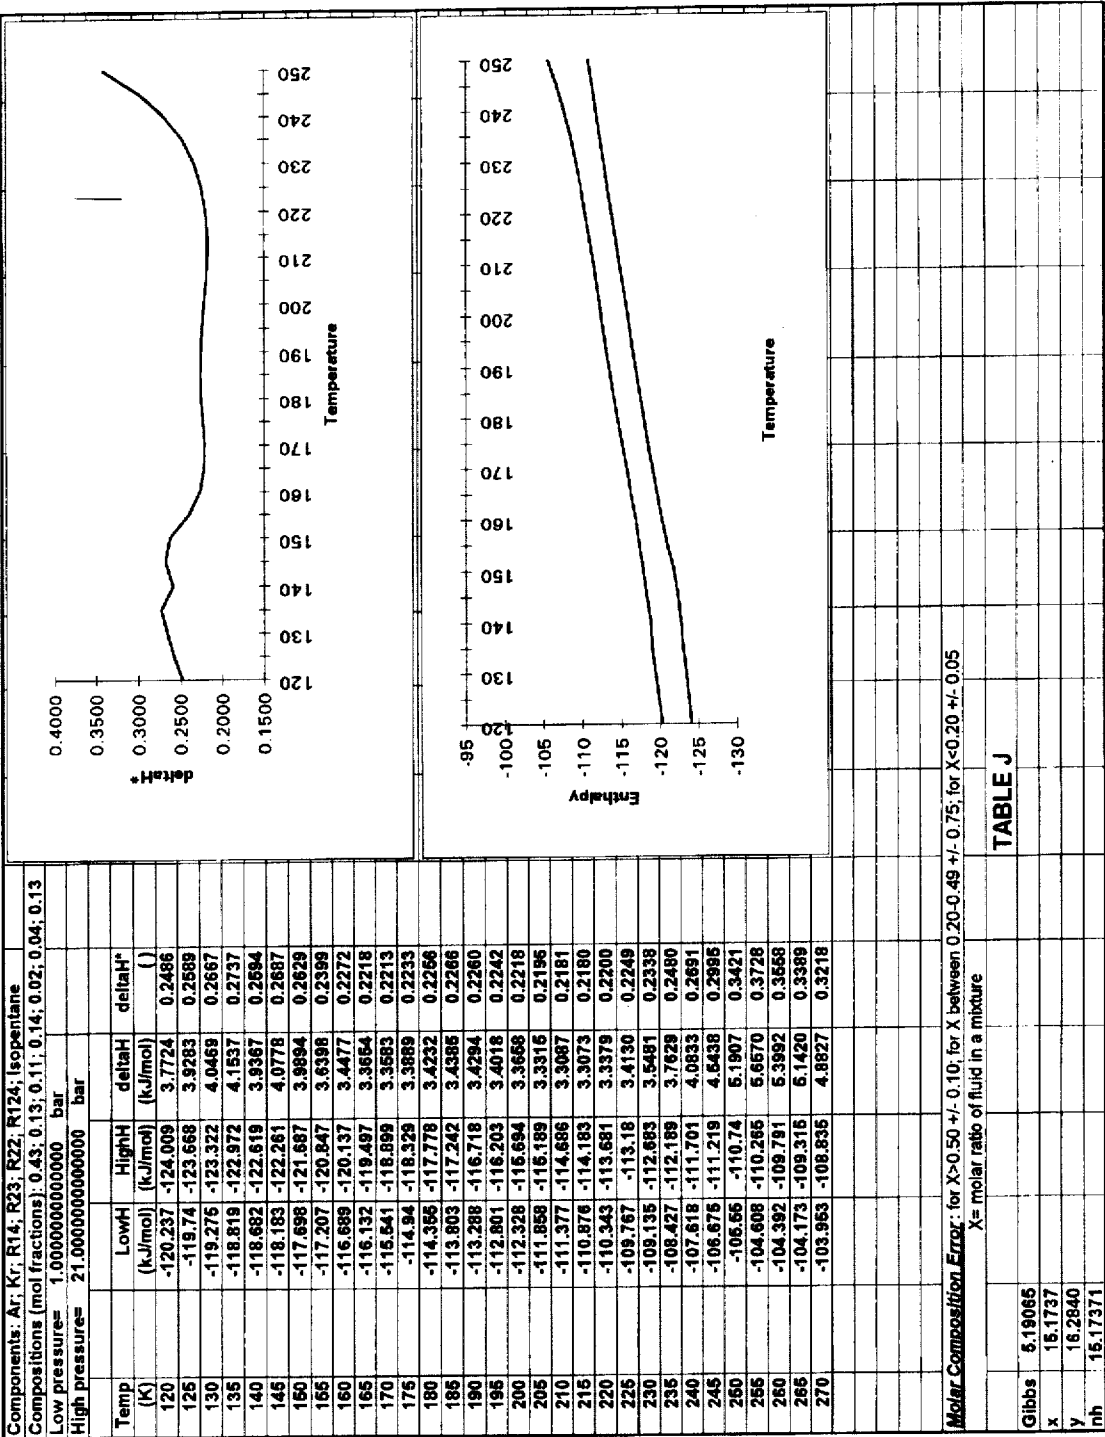 Components: Ar; Kr; R14; R23; R22; R124; Isopentane
Compositions (mol fractions): 0.43; 0.13; 0.11; 0.14; 0.02; 0.04; 0.13
Low pressure= 1.00000000000 bar
High pressure= 21.00000000000 bar
Temp LowH HighH deltaH deltaH*
(K) (kJ/mol) (kJ/mol) (kJ/mol) ( )
120 -120.237 -124.009 3.7724 0.2486
125 -119.74 -123.668 3.9283 0.2589
130 -119.275 -123.322 4.0469 0.2667
135 -118.819 -122.972 4.1537 0.2737
140 -118.682 -122.619 3.9367 0.2594
145 -118.183 -122.261 4.0778 0.2687
150 -117.698 -121.687 3.9894 0.2629
155 -117.207 -120.847 3.6398 0.2399
160 -116.689 -120.137 3.4477 0.2272
165 -116.132 -119.497 3.3654 0.2218
170 -115.541 -118.899 3.3583 0.2213
175 -114.94 -118.329 3.3889 0.2233
180 -114.355 -117.778 3.4232 0.2256
185 -113.803 -117.242 3.4385 0.2266
190 -113.288 -116.718 3.4294 0.2260
195 -112.801 -116.203 3.4018 0.2242
200 -112.328 -115.694 3.3658 0.2218
205 -111.858 -115.189 3.3315 0.2195
210 -111.377 -114.686 3.3087 0.2181
215 -110.876 -114.183 3.3073 0.2180
220 -110.343 -113.681 3.3379 0.2200
225 -109.767 -113.18 3.4130 0.2249
230 -109.135 -112.683 3.5481 0.2338
235 -108.427 -112.189 3.7629 0.2480
240 -107.618 -111.701 4.0833 0.2691
245 -106.675 -111.219 4.5438 0.2995
250 -105.55 -110.74 5.1907 0.3421
255 -104.608 -110.265 5.6570 0.3728
260 -104.392 -109.791 5.3992 0.3558
265 -104.173 -109.315 5.1420 0.3389
270 -103.953 -108.835 4.8827 0.3218
0.4000
0.3500
0.3000
0.2500
0.2000
0.1500
deltaH*
120 130 140 150 160 170 180 190 200 210 220 230 240 250
Temperature
-95
-100
-105
-110
-115
-120
-125
-130
Enthalpy
120 130 140 150 160 170 180 190 200 210 220 230 240 250
Temperature
Molar Composition Error: for X>0.50 +/- 0.10; for X between 0.20-0.49 +/- 0.75; for X<0.20 +/- 0.05
X= molar ratio of fluid in a mixture
TABLE J
Gibbs 5.19065
x 15.1737
y 16.2840
nh 15.17371